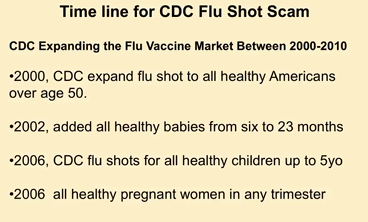 Time line for CDC Flu Shot Scam
CDC Expanding the Flu Vaccine Market Between 2000-2010
•2000, CDC expand flu shot to all healthy Americans
over age 50.
•2002, added all healthy babies from six to 23 months
•2006, CDC flu shots for all healthy children up to 5yo
•2006  all healthy pregnant women in any trimester